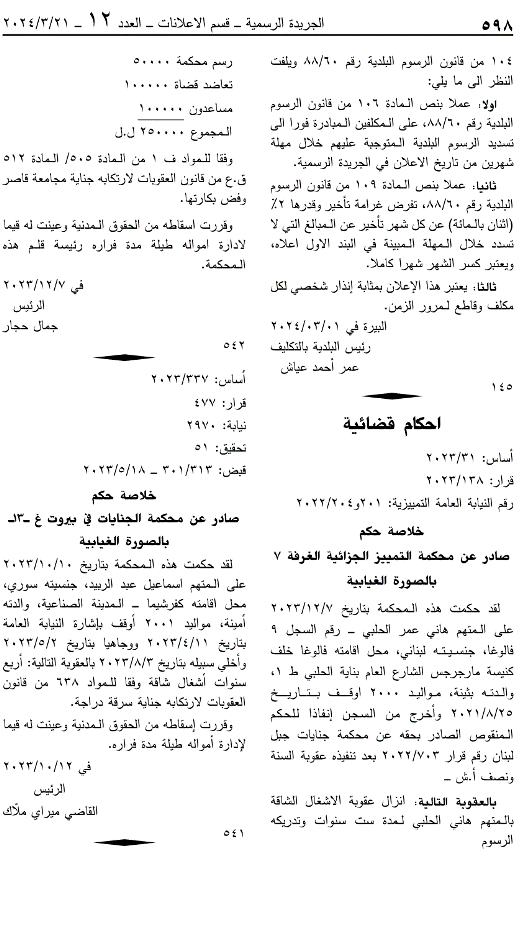 ٥٩٨
الجريدة الرسمية ــ قسم الاعلانات ــ العدد ١٢ ــ ٢٠٢٤/٣/٢١
١٠٤ من قانون الرسوم البلدية رقم ٨٨/٦٠ ويلفت
النظر الى ما يلي:
اولا: عملا بنص المادة ١٠٦ من قانون الرسوم
البلدية رقم ٨٨/٦٠، على المكلفين المبادرة فورا الى
تسديد الرسوم البلدية المتوجبة عليهم خلال مهلة
شهرين من تاريخ الاعلان في الجريدة الرسمية.
ثانيا: عملا بنص المادة ١٠٩ من قانون الرسوم
البلدية رقم ٨٨/٦٠، تفرض غرامة تأخير وقدرها ٢٪
(اثنان بالمائة) عن كل شهر تأخير عن المبالغ التي لا
تسدد خلال المهلة المبينة في البند الاول اعلاه،
ويعتبر كسر الشهر شهرا كاملا.
ثالثا: يعتبر هذا الإعلان بمثابة إنذار شخصي لكل
مكلف وقاطع لمرور الزمن.
البيرة في ٢٠٢٤/٠٣/٠١
رئيس البلدية بالتكليف
عمر أحمد عياش
١٤٥
احكام قضائية
أساس: ٢٠٢٣/٣١
قرار: ٢٠٢٣/١٣٨
رقم النيابة العامة التمييزية: ٢٠١و٢٠٢٢/٢٠٤
خلاصة حكم
صادر عن محكمة التمييز الجزائية الغرفة ٧
بالصورة الغيابية
لقد حكمت هذه المحكمة بتاريخ ٢٠٢٣/١٢/٧
على المتهم هاني عمر الحلبي ــ رقم السجل ٩
فالوغا، جنسيته لبناني، محل اقامته فالوغا خلف
كنيسة مارجرجس الشارع العام بناية الحلبي ط ١،
والدته بثينة، مواليد ٢٠٠٠ اوقف بتاريخ
٢٠٢١/٨/٢٥ وأخرج من السجن إنفاذا للحكم
المنقوص الصادر بحقه عن محكمة جنايات جبل
لبنان رقم قرار ٢٠٢٢/٧٠٣ بعد تنفيذه عقوبة السنة
ونصف أ.ش ــ
بالعقوبة التالية: انزال عقوبة الاشغال الشاقة
بالمتهم هاني الحلبي لمدة ست سنوات وتدريكه
الرسوم
رسم محكمة ٥٠٠٠٠
تعاضد قضاة ١٠٠٠٠٠
مساعدون ١٠٠٠٠٠
المجموع ٢٥٠٠٠٠ ل.ل
وفقا للمواد ف ١ من المادة ٥٠٥/ المادة ٥١٢
ق.ع من قانون العقوبات لارتكابه جناية مجامعة قاصر
وفض بكارتها.
وقررت اسقاطه من الحقوق المدنية وعينت له قيما
لادارة امواله طيلة مدة فراره رئيسة قلم هذه
المحكمة.
في ٢٠٢٣/١٢/٧
الرئيس
جمال حجار
٥٤٢
أساس: ٢٠٢٣/٣٣٧
قرار: ٤٧٧
نيابة: ٢٩٧٠
تحقيق: ٥١
قبض: ٣٠١/٣١٣ ــ ٢٠٢٣/٥/١٨
خلاصة حكم
صادر عن محكمة الجنايات في بيروت غ ــ١٣ــ
بالصورة الغيابية
لقد حكمت هذه المحكمة بتاريخ ٢٠٢٣/١٠/١٠
على المتهم اسماعيل عبد الربيد، جنسيته سوري،
محل اقامته كفرشيما ــ المدينة الصناعية، والدته
أمينة، مواليد ٢٠٠١ أوقف بإشارة النيابة العامة
بتاريخ ٢٠٢٣/٤/١١ ووجاهيا بتاريخ ٢٠٢٣/٥/٢
وأخلي سبيله بتاريخ ٢٠٢٣/٨/٣ بالعقوبة التالية: أربع
سنوات أشغال شاقة وفقا للمواد ٦٣٨ من قانون
العقوبات لارتكابه جناية سرقة دراجة.
وقررت إسقاطه من الحقوق المدنية وعينت له قيما
لإدارة أمواله طيلة مدة فراره.
في ٢٠٢٣/١٠/١٢
الرئيس
القاضي ميراي ملاّك
٥٤١